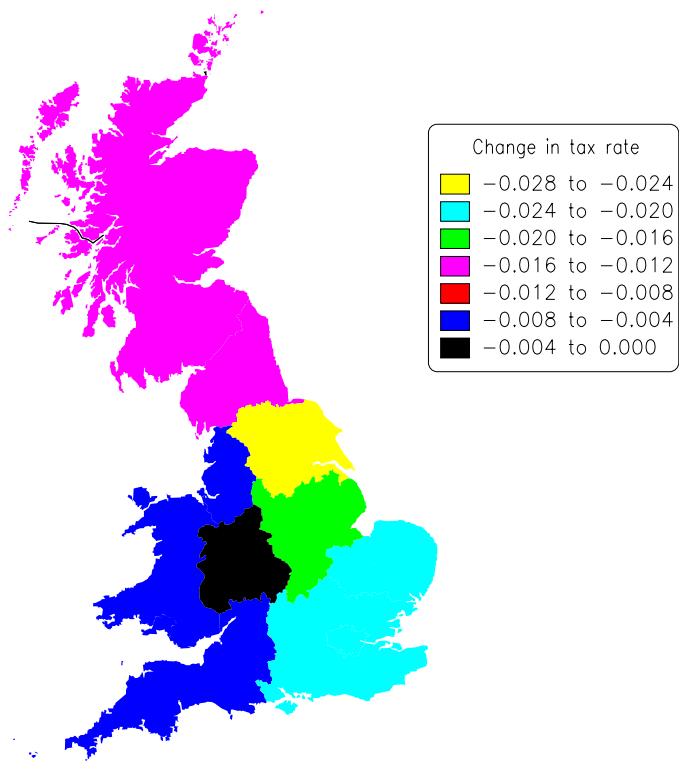 Change in tax rate
−0.028 to −0.024
−0.024 to −0.020
−0.020 to −0.016
−0.016 to −0.012
−0.012 to −0.008
−0.008 to −0.004
−0.004 to 0.000